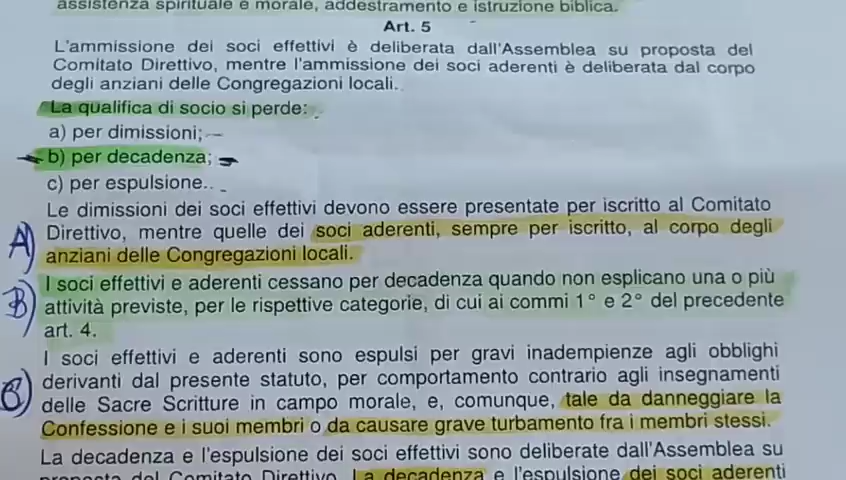 assistenza spirituale e morale, addestramento e istruzione biblica.
Art. 5
L'ammissione dei soci effettivi è deliberata dall'Assemblea su proposta del
Comitato Direttivo, mentre l'ammissione dei soci aderenti è deliberata dal corpo
degli anziani delle Congregazioni locali.
La qualifica di socio si perde:
a) per dimissioni;
b) per decadenza;
c) per espulsione..
Le dimissioni dei soci effettivi devono essere presentate per iscritto al Comitato
A) Direttivo, mentre quelle dei soci aderenti, sempre per iscritto, al corpo degli
anziani delle Congregazioni locali.
I soci effettivi e aderenti cessano per decadenza quando non esplicano una o più
B) attività previste, per le rispettive categorie, di cui ai commi 1° e 2° del precedente
art. 4.
I soci effettivi e aderenti sono espulsi per gravi inadempienze agli obblighi
derivanti dal presente statuto, per comportamento contrario agli insegnamenti
delle Sacre Scritture in campo morale, e, comunque, tale da danneggiare la
Confessione e i suoi membri o da causare grave turbamento fra i membri stessi.
La decadenza e l'espulsione dei soci effettivi sono deliberate dall'Assemblea su
proposta del Comitato Direttivo. La decadenza e l'espulsione dei soci aderenti